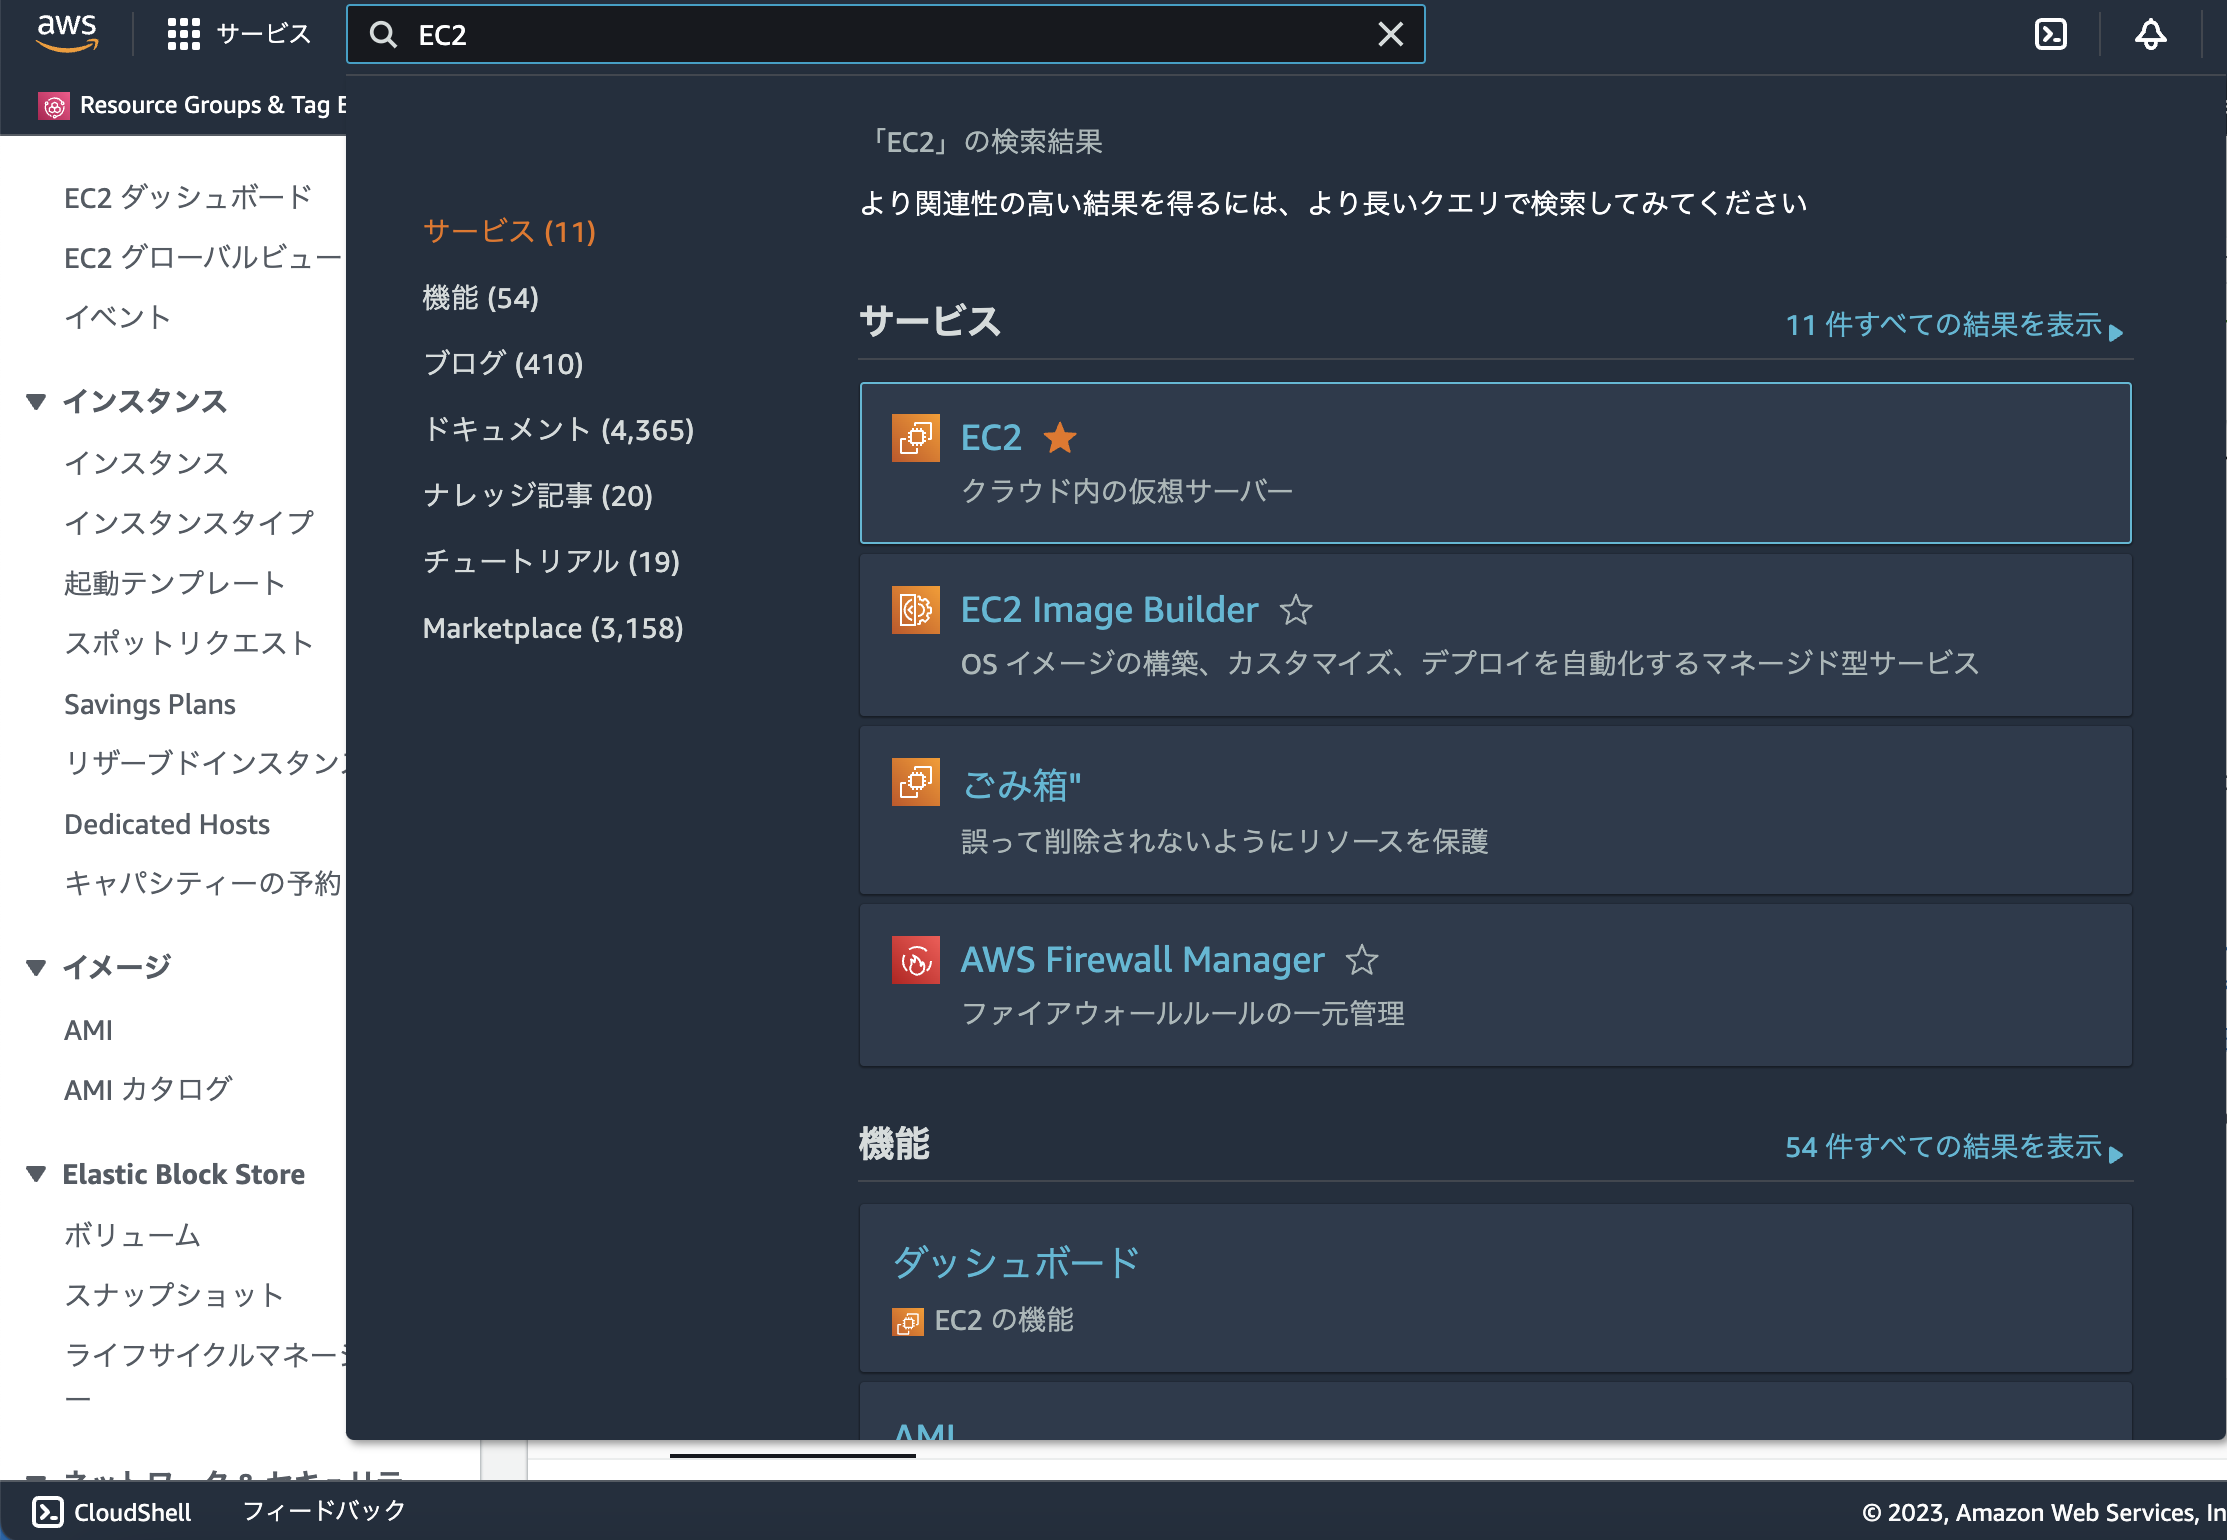 aws
サービス
EC2
Resource Groups & Tag E
EC2 ダッシュボード
EC2 グローバルビュー
イベント
インスタンス
インスタンス
インスタンスタイプ
起動テンプレート
スポットリクエスト
Savings Plans
リザーブドインスタン
Dedicated Hosts
キャパシティーの予約
イメージ
AMI
AMI カタログ
Elastic Block Store
ボリューム
スナップショット
ライフサイクルマネー
ー
ネットワーク & セキュリテ
サービス (11)
機能 (54)
ブログ (410)
ドキュメント (4,365)
ナレッジ記事 (20)
チュートリアル (19)
Marketplace (3,158)
「EC2」の検索結果
より関連性の高い結果を得るには、より長いクエリで検索してみてください
サービス
11 件すべての結果を表示
EC2
クラウド内の仮想サーバー
EC2 Image Builder
OS イメージの構築、カスタマイズ、デプロイを自動化するマネージド型サービス
ごみ箱"
誤って削除されないようにリソースを保護
AWS Firewall Manager
ファイアウォールルールの一元管理
機能
54 件すべての結果を表示
ダッシュボード
EC2 の機能
AMI
CloudShell
フィードバック
© 2023, Amazon Web Services, In